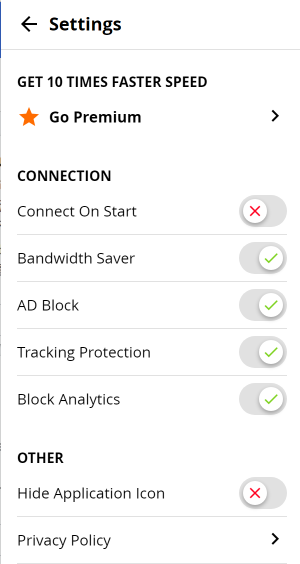 Settings
GET 10 TIMES FASTER SPEED
Go Premium
CONNECTION
Connect On Start
Bandwidth Saver
AD Block
Tracking Protection
Block Analytics
OTHER
Hide Application Icon
Privacy Policy